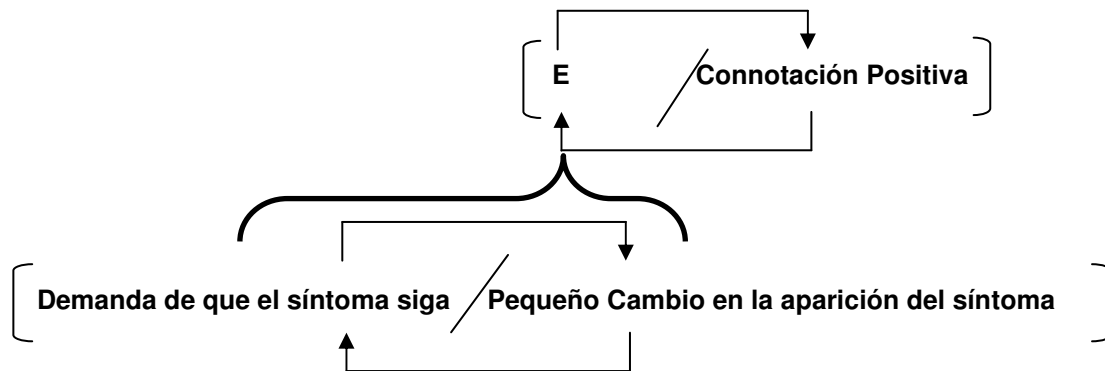 E / Connotación Positiva
Demanda de que el síntoma siga / Pequeño Cambio en la aparición del síntoma